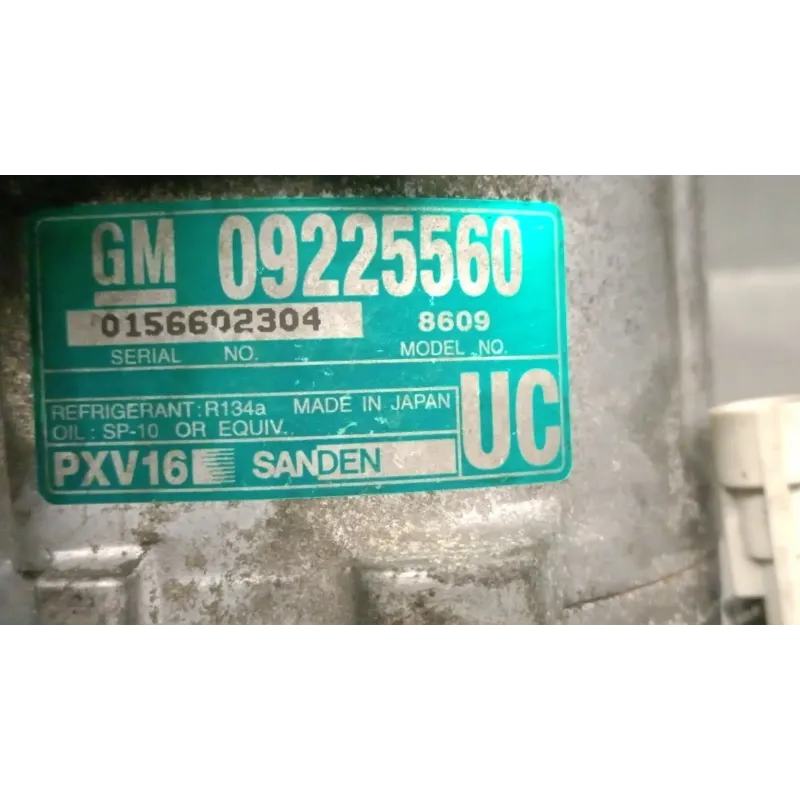 GM 09225560
0156602304 8609
SERIAL NO. MODEL NO.
REFRIGERANT: R134a MADE IN JAPAN
OIL: SP-10 OR EQUIV.
UC
PXV16 SANDEN